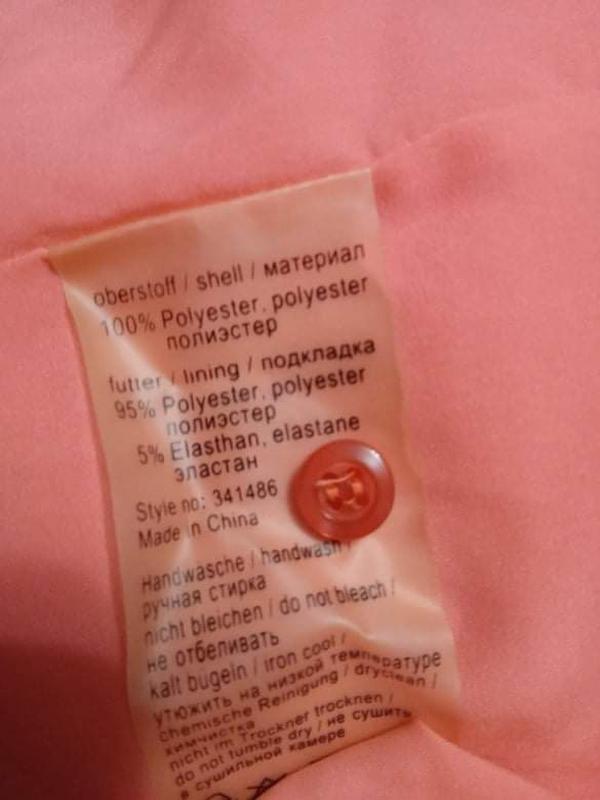 oberstoff / shell / материал
100% Polyester, polyester
полиэстер
futter / lining / подкладка
95% Polyester, polyester
полиэстер
5% Elasthan, elastane
эластан
Style no: 341486
Made in China
Handwasche / handwash /
ручная стирка
nicht bleichen / do not bleach /
не отбеливать
kalt bugeln / iron cool /
утюжить на низкой температуре
chemische Reinigung / dryclean /
химчистка
nicht im Trockner trocknen /
do not tumble dry / не сушить
в сушильной камере